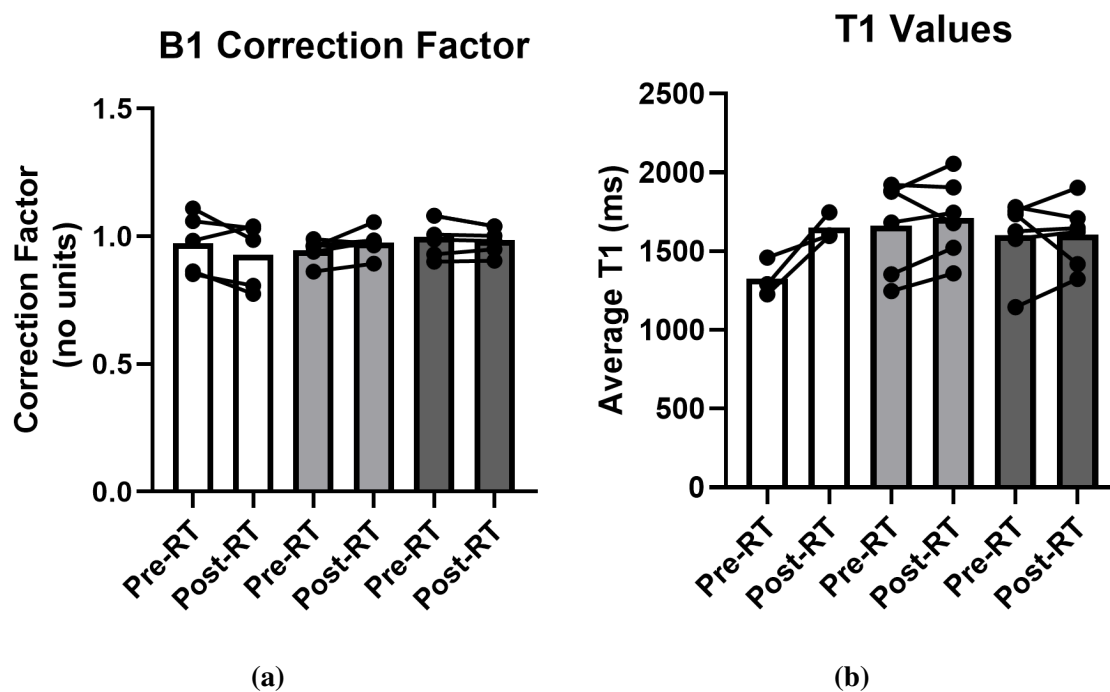 B1 Correction Factor
Correction Factor
(no units)
1.5
1.0
0.5
0.0
Pre-RT
Post-RT
Pre-RT
Post-RT
Pre-RT
Post-RT
(a)
T1 Values
Average T1 (ms)
2500
2000
1500
1000
500
0
Pre-RT
Post-RT
Pre-RT
Post-RT
Pre-RT
Post-RT
(b)